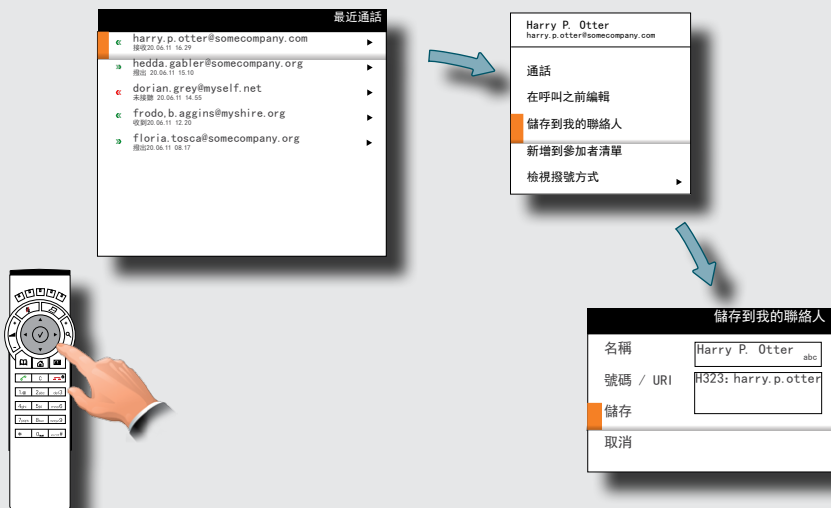 最近通話
harry.p.otter@somecompany.com
接收20.06.11 16.29
hedda.gabler@somecompany.org
撥出 20.06.11 15.10
dorian.grey@myself.net
未接聽 20.06.11 14.55
frodo,b.aggins@myshire.org
收到20.06.11 12.20
floria.tosca@somecompany.org
撥出20.06.11 08.17
Harry P. Otter
harry.p.otter@somecompany.com
通話
在呼叫之前編輯
儲存到我的聯絡人
新增到參加者清單
檢視撥號方式
儲存到我的聯絡人
名稱 Harry P. Otter abc
號碼 / URI H323:harry.p.otter
儲存
取消